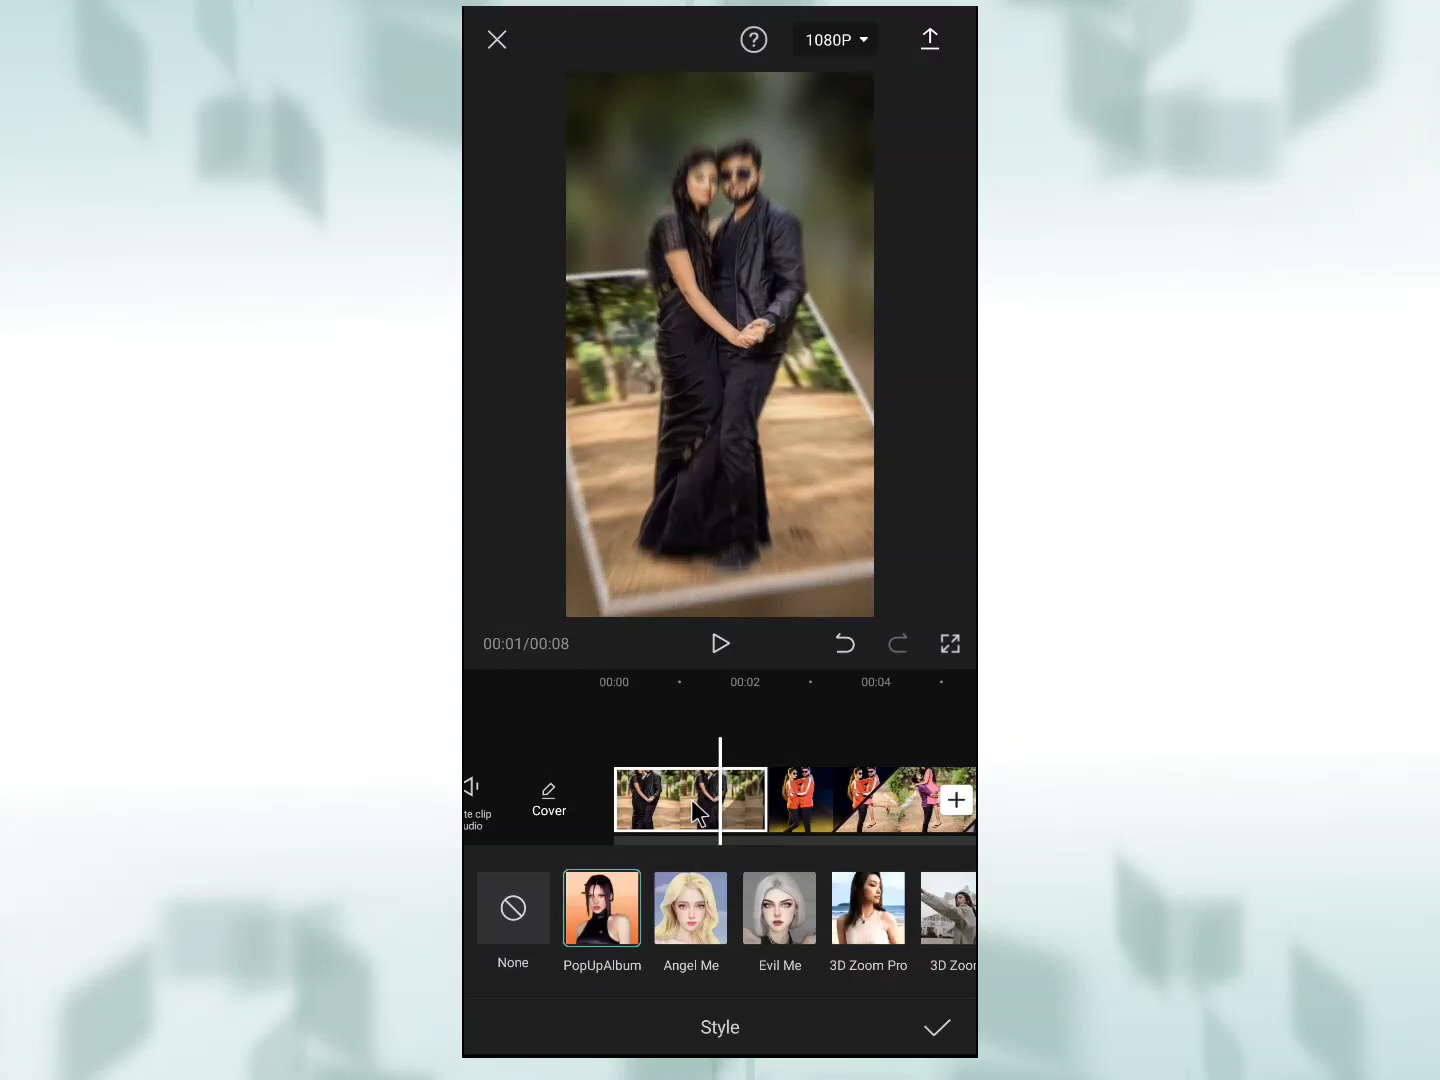 1080P
00:01/00:08
00:00
00:02
00:04
te clip
udio
Cover
None
PopUpAlbum
Angel Me
Evil Me
3D Zoom Pro
3D Zoor
Style